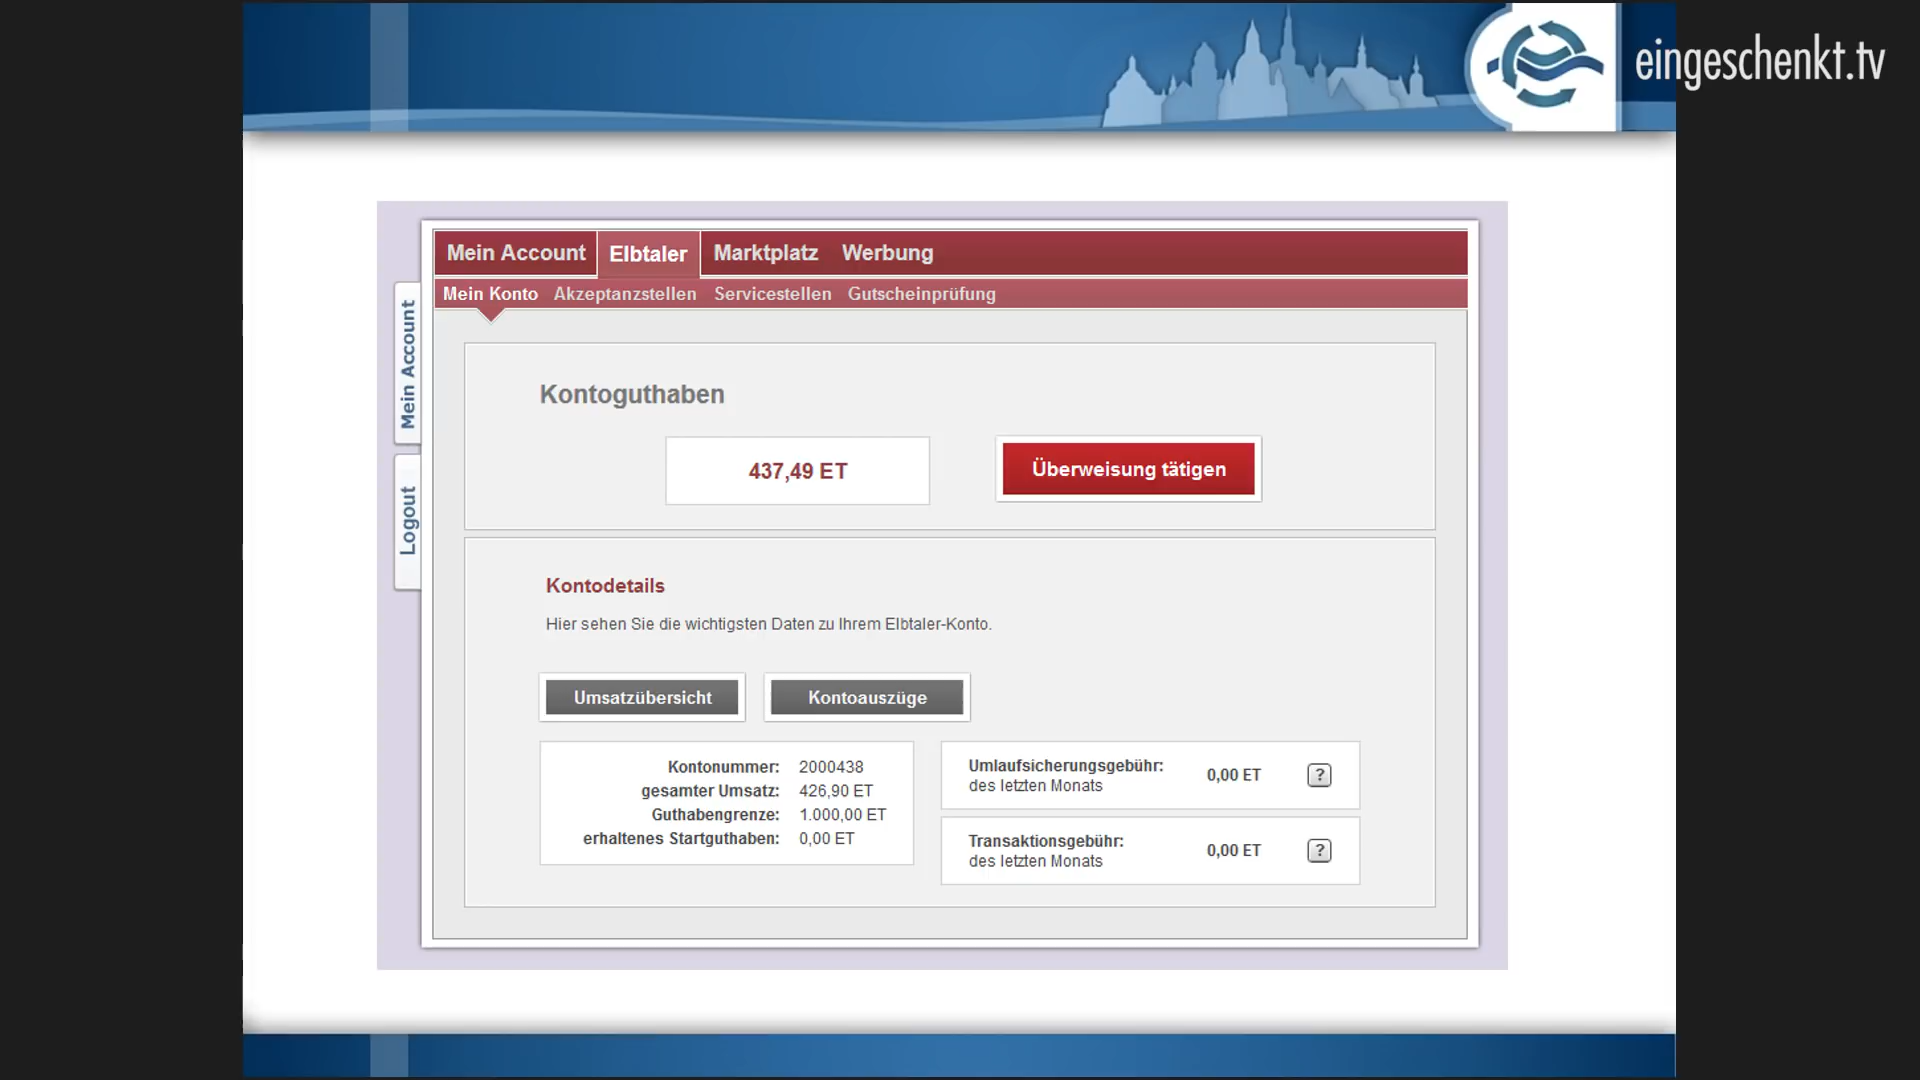 eingeschenkt.tv
Mein Account Elbtaler Marktplatz Werbung
Mein Konto Akzeptanzstellen Servicestellen Gutscheinprüfung
Mein Account
Logout
Kontoguthaben
437,49 ET
Überweisung tätigen
Kontodetails
Hier sehen Sie die wichtigsten Daten zu Ihrem Elbtaler-Konto.
Umsatzübersicht
Kontoauszüge
Kontonummer: 2000438
gesamter Umsatz: 426,90 ET
Guthabengrenze: 1.000,00 ET
erhaltenes Startguthaben: 0,00 ET
Umlaufsicherungsgebühr: 0,00 ET ?
des letzten Monats
Transaktionsgebühr: 0,00 ET ?
des letzten Monats